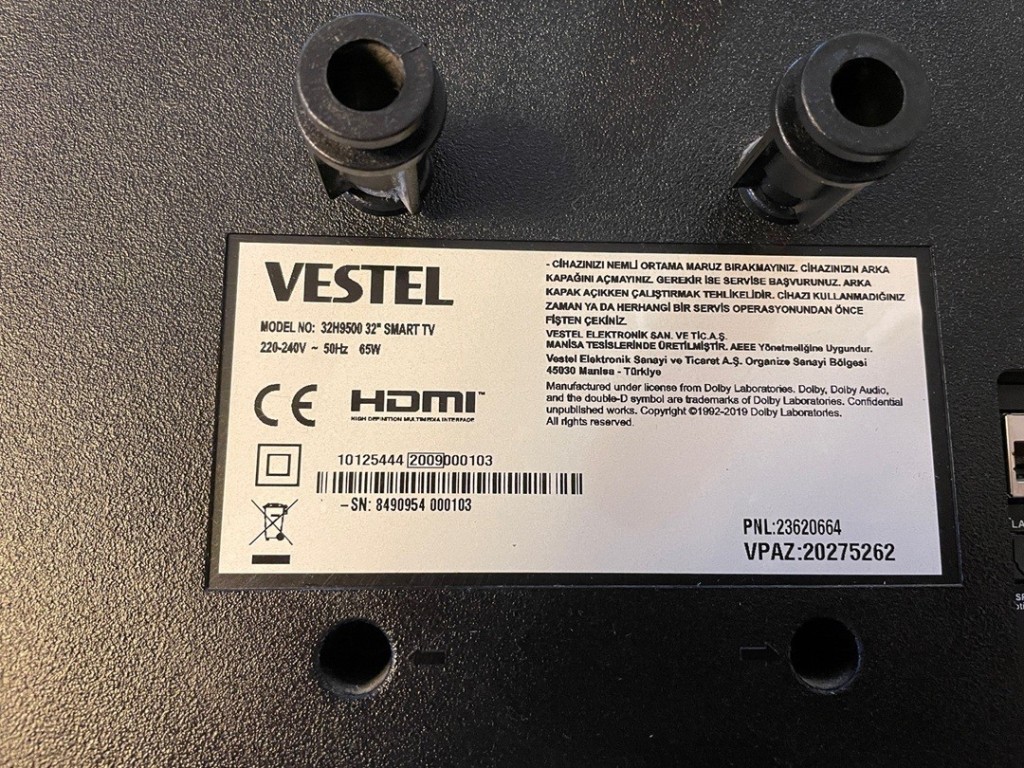 VESTEL
MODEL NO: 32H9500 32" SMART TV
220-240V ~ 50Hz 65W
CE
HDMI™
HIGH DEFINITION MULTIMEDIA INTERFACE
10125444 2009000103
-SN: 8490954 000103
- CİHAZINIZI NEMLİ ORTAMA MARUZ BIRAKMAYINIZ. CİHAZINIZIN ARKA
KAPAĞINI AÇMAYINIZ. GEREKİR İSE SERVİSE BAŞVURUNUZ. ARKA
KAPAK AÇIKKEN ÇALIŞTIRMAK TEHLİKELİDİR. CİHAZI KULLANMADIĞINIZ
ZAMAN YA DA HERHANGİ BİR SERVİS OPERASYONUNDAN ÖNCE
FİŞTEN ÇEKİNİZ.
VESTEL ELEKTRONİK SAN. VE TİC.A.Ş.
MANİSA TESİSLERİNDE ÜRETİLMİŞTİR. AEEE Yönetmeliğine Uygundur.
Vestel Elektronik Sanayi ve Ticaret A.Ş. Organize Sanayi Bölgesi
45030 Manisa - Türkiye
Manufactured under license from Dolby Laboratories. Dolby, Dolby Audio,
and the double-D symbol are trademarks of Dolby Laboratories. Confidential
unpublished works. Copyright ©1992-2019 Dolby Laboratories.
All rights reserved.
PNL:23620664
VPAZ:20275262